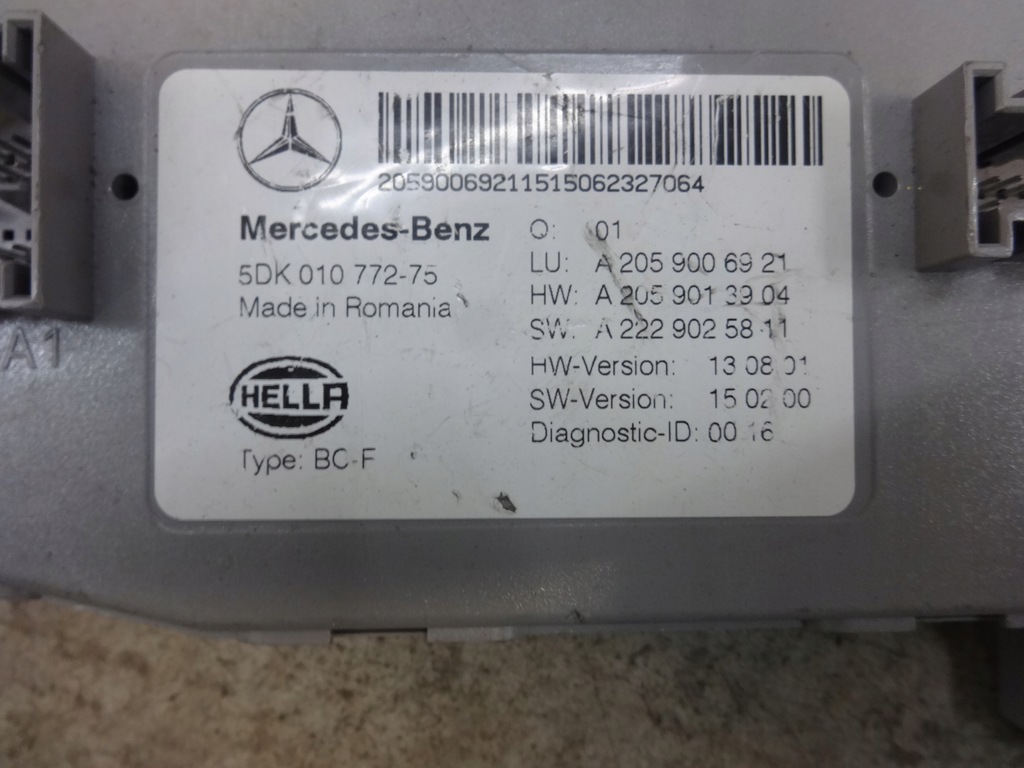 20590069211515062327064
Mercedes-Benz
5DK 010 772-75
Made in Romania
HELLA
Type: BC-F
Q: 01
LU: A 205 900 69 21
HW: A 205 901 39 04
SW: A 222 902 58 11
HW-Version: 13 08 01
SW-Version: 15 02 00
Diagnostic-ID: 00 16
A1